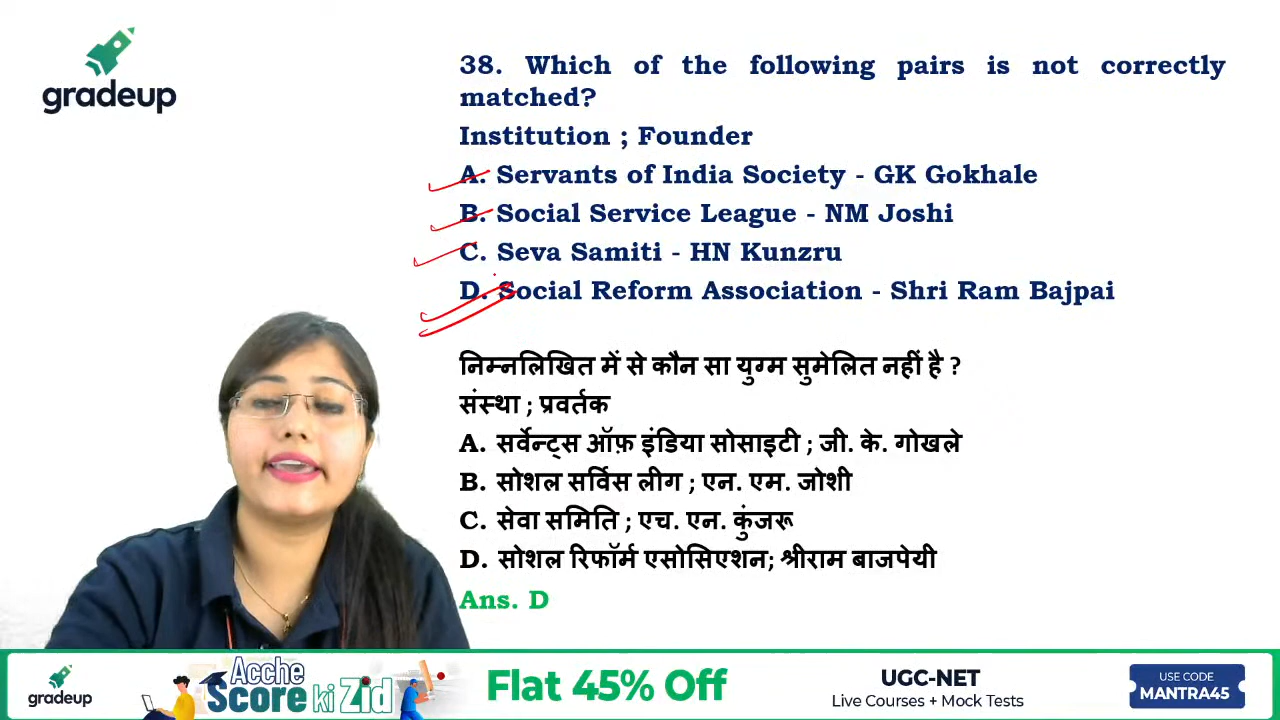 gradeup
38. Which of the following pairs is not correctly
matched?
Institution ; Founder
A. Servants of India Society - GK Gokhale
B. Social Service League - NM Joshi
C. Seva Samiti - HN Kunzru
D. Social Reform Association - Shri Ram Bajpai
निम्नलिखित में से कौन सा युग्म सुमेलित नहीं है ?
संस्था ; प्रवर्तक
A. सर्वेन्ट्स ऑफ़ इंडिया सोसाइटी ; जी. के. गोखले
B. सोशल सर्विस लीग ; एन. एम. जोशी
C. सेवा समिति ; एच. एन. कुंजरू
D. सोशल रिफॉर्म एसोसिएशन; श्रीराम बाजपेयी
Ans. D
gradeup
Acche
Score ki Zid
Flat 45% Off
UGC-NET
Live Courses + Mock Tests
USE CODE
MANTRA45